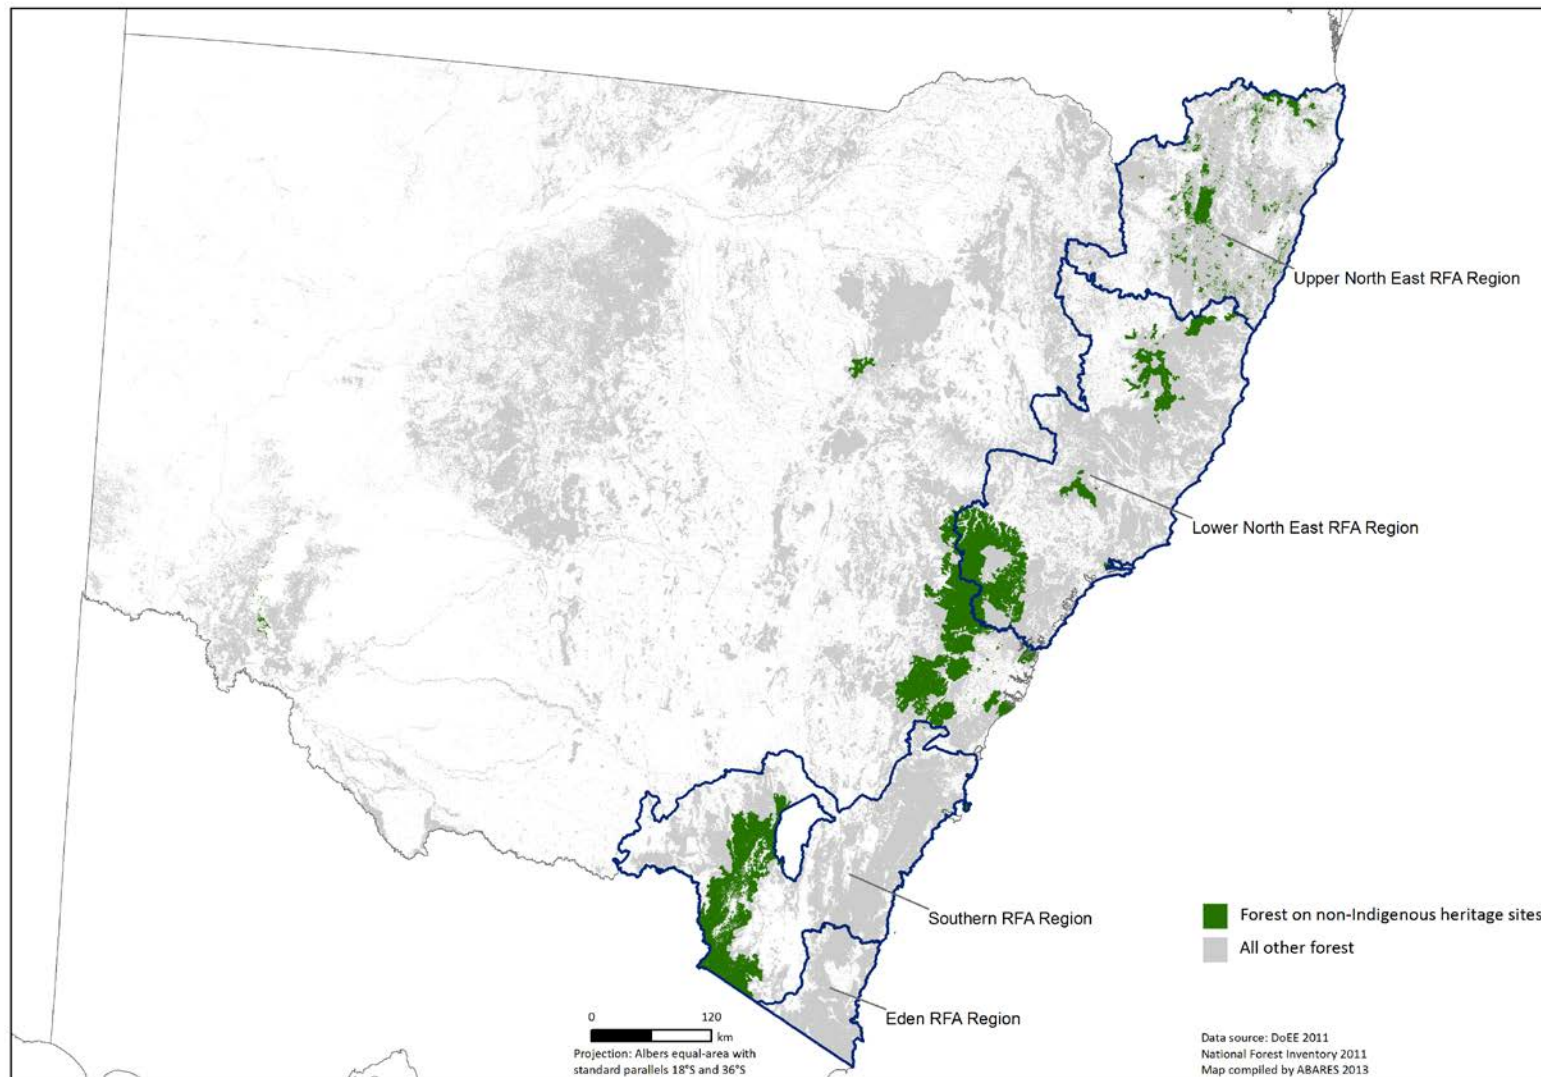 Upper North East RFA Region
Lower North East RFA Region
Southern RFA Region
Eden RFA Region
Forest on non-Indigenous heritage sites
All other forest
0 120
km
Projection: Albers equal-area with
standard parallels 18°S and 36°S
Data source: DoEE 2011
National Forest Inventory 2011
Map compiled by ABARES 2013